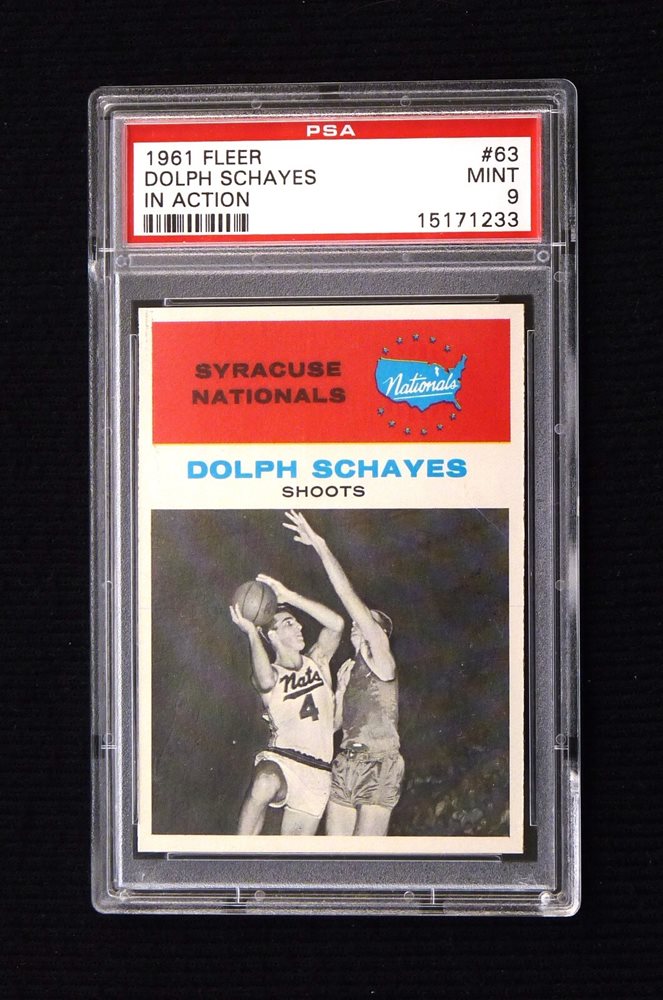 PSA
1961 FLEER #63
DOLPH SCHAYES MINT
IN ACTION 9
15171233
SYRACUSE
NATIONALS
Nationals
DOLPH SCHAYES
SHOOTS
Nats
4